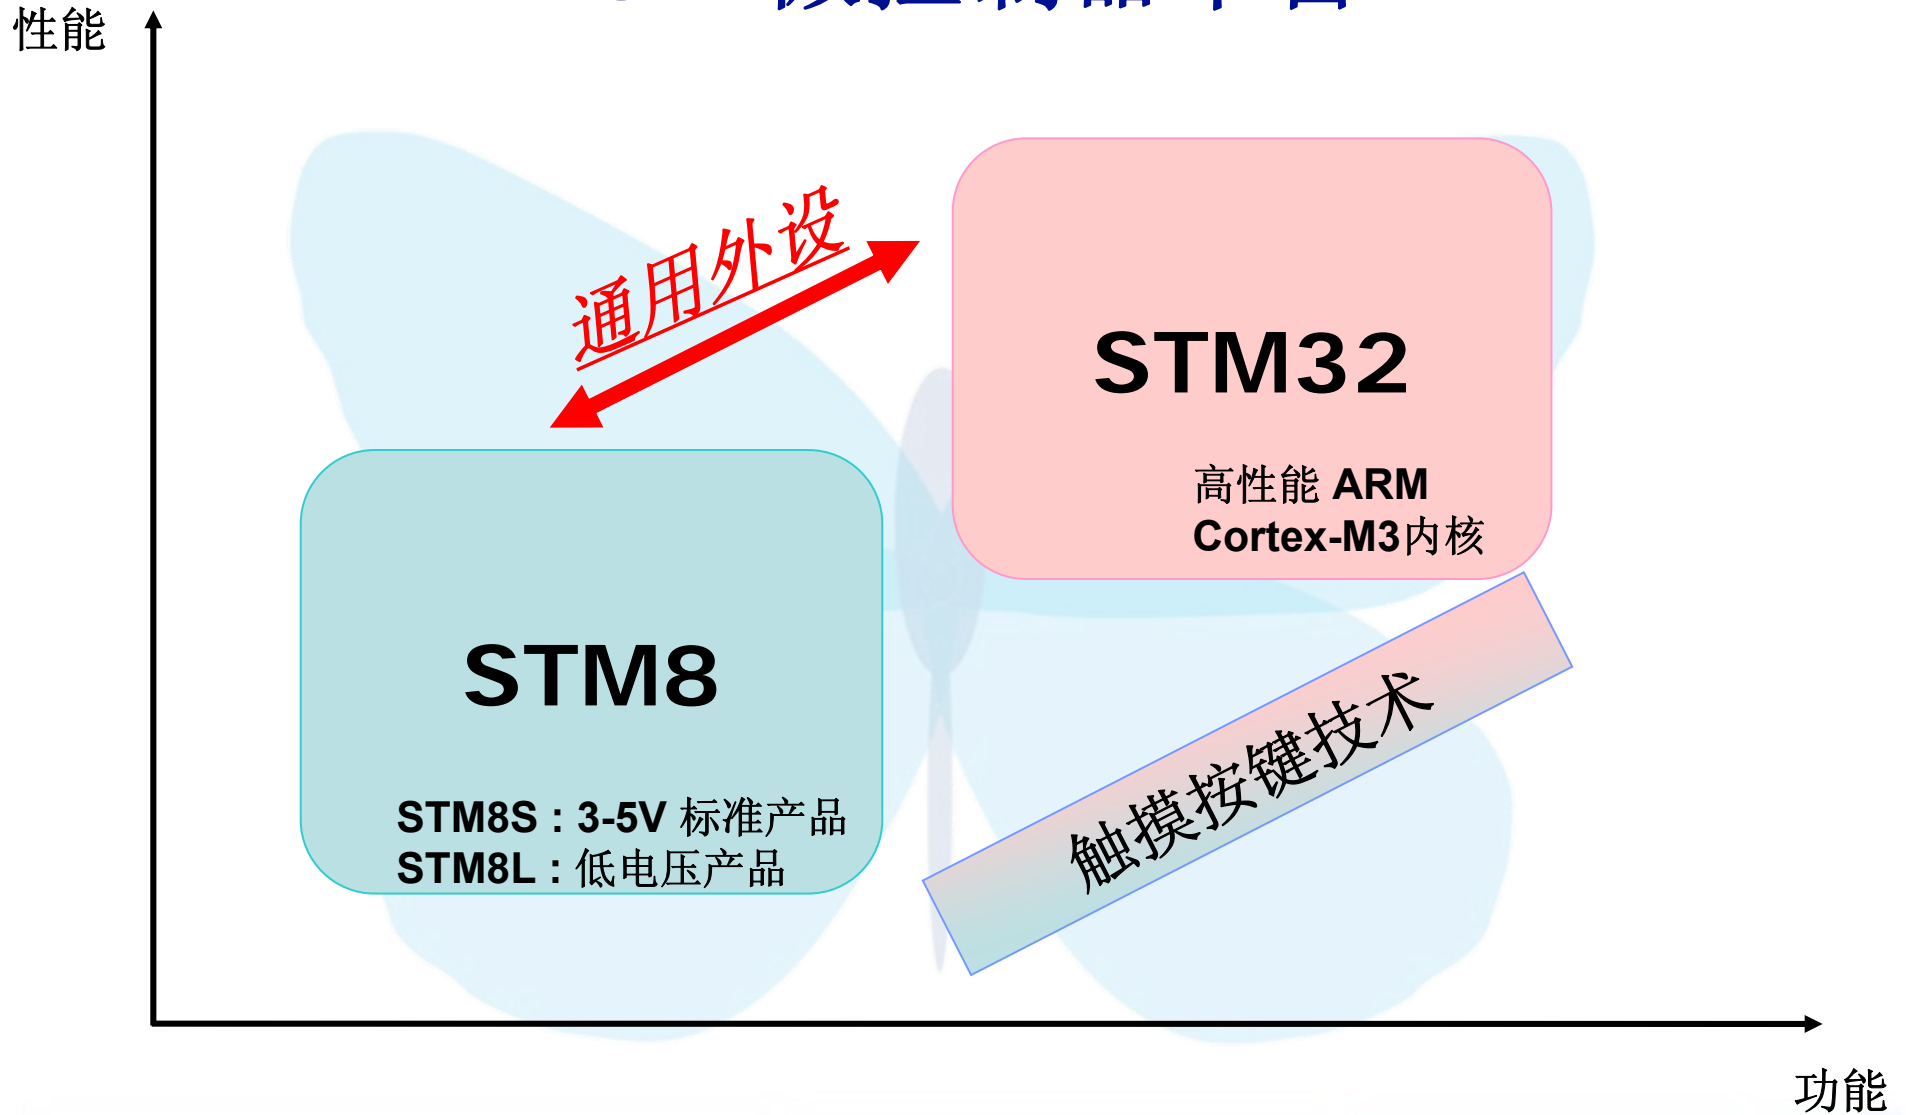 性能
通用外设
STM32
高性能 ARM
Cortex-M3内核
STM8
STM8S : 3-5V 标准产品
STM8L : 低电压产品
触摸按键技术
功能